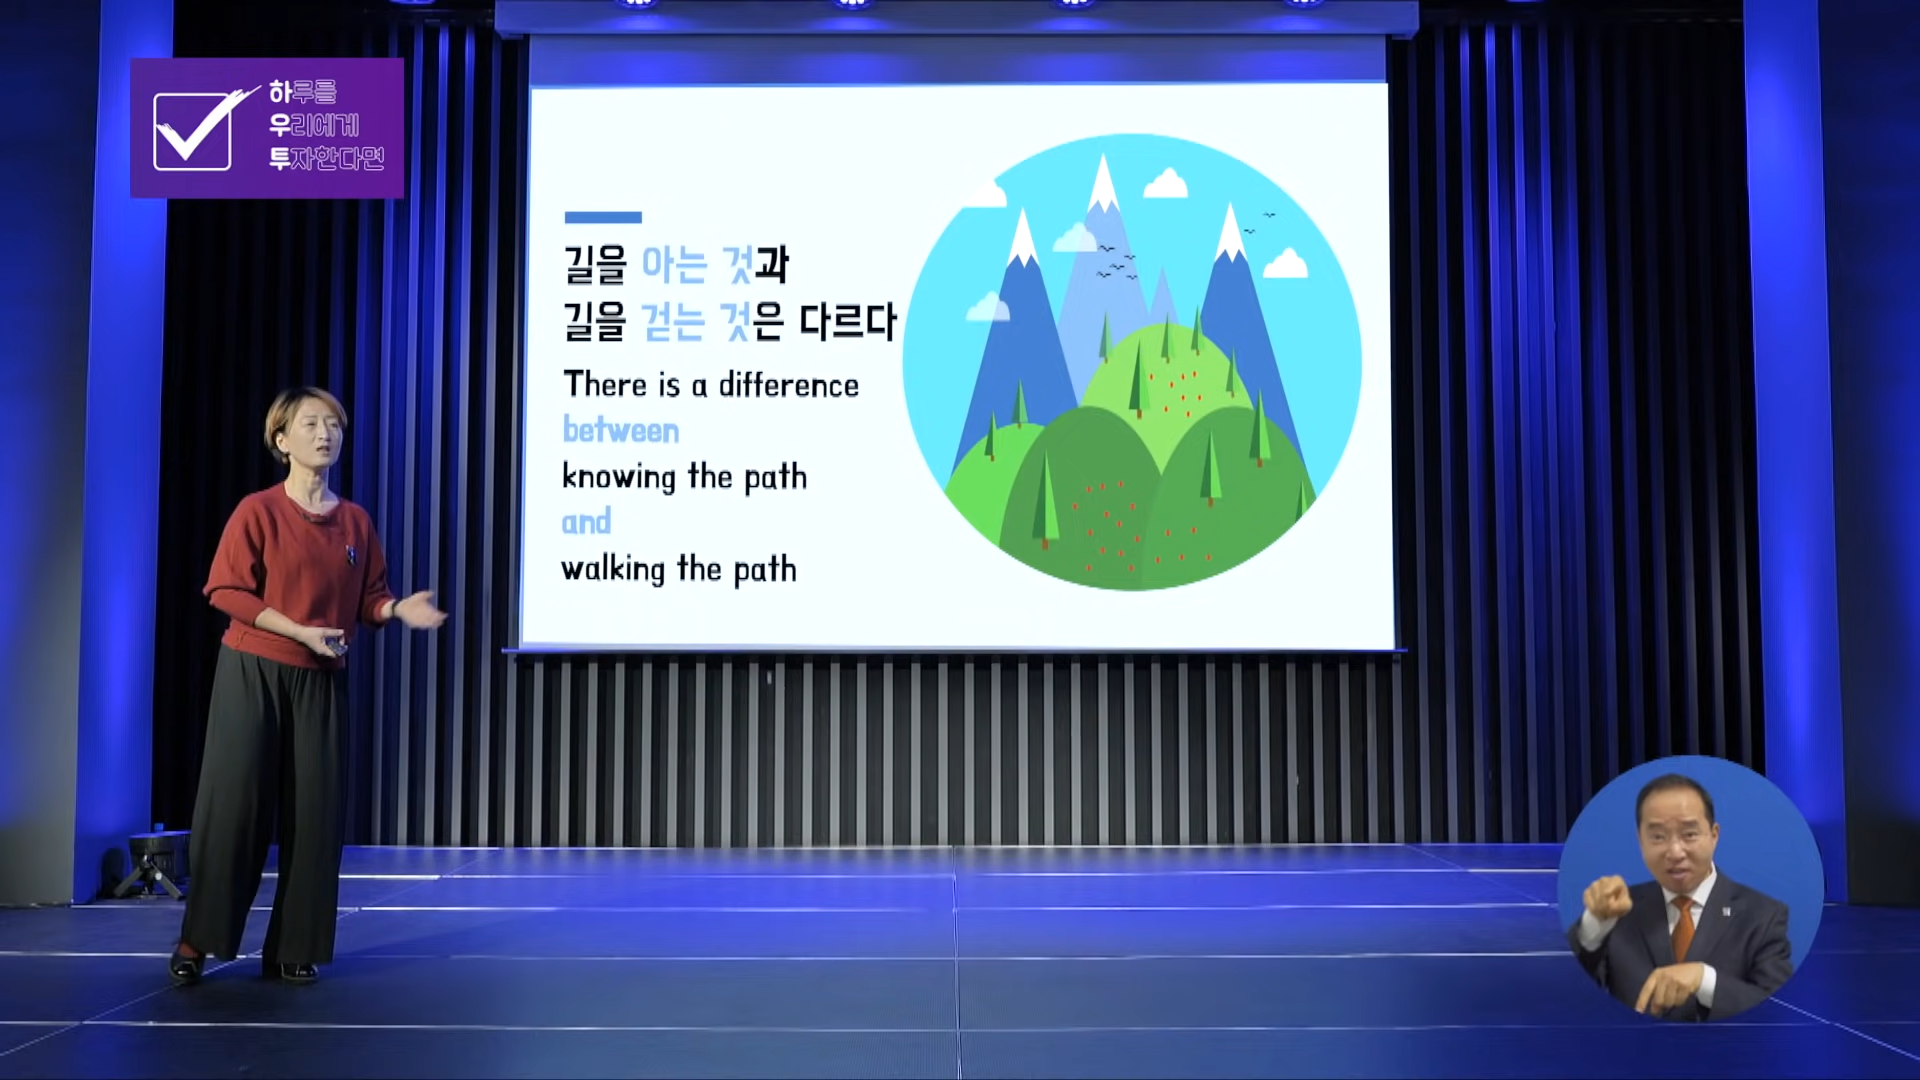 하루를
우리에게
투자한다면
길을 아는 것과
길을 걷는 것은 다르다
There is a difference
between
knowing the path
and
walking the path